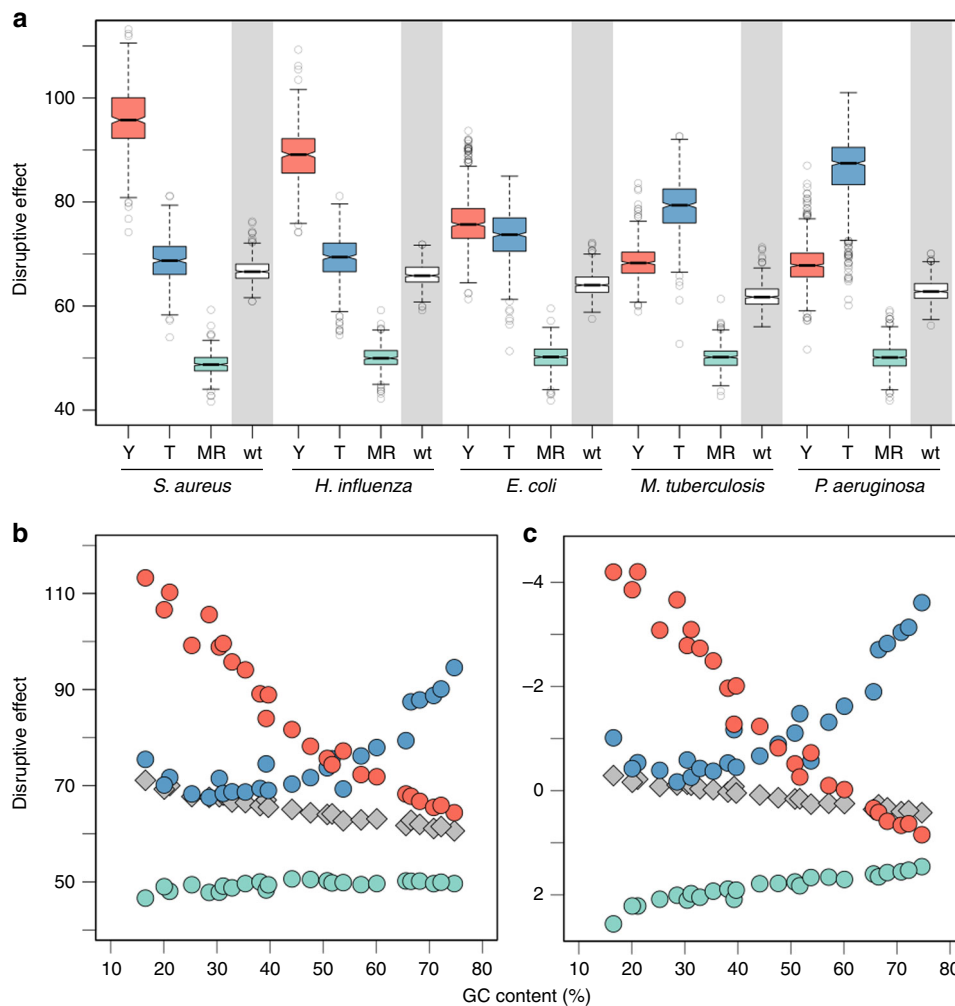 a
Disruptive effect
100
80
60
40
Y T MR wt Y T MR wt Y T MR wt Y T MR wt Y T MR wt
S. aureus H. influenza E. coli M. tuberculosis P. aeruginosa
b
Disruptive effect
110
90
70
50
10 20 30 40 50 60 70 80
c
-4
-2
0
2
10 20 30 40 50 60 70 80
GC content (%)